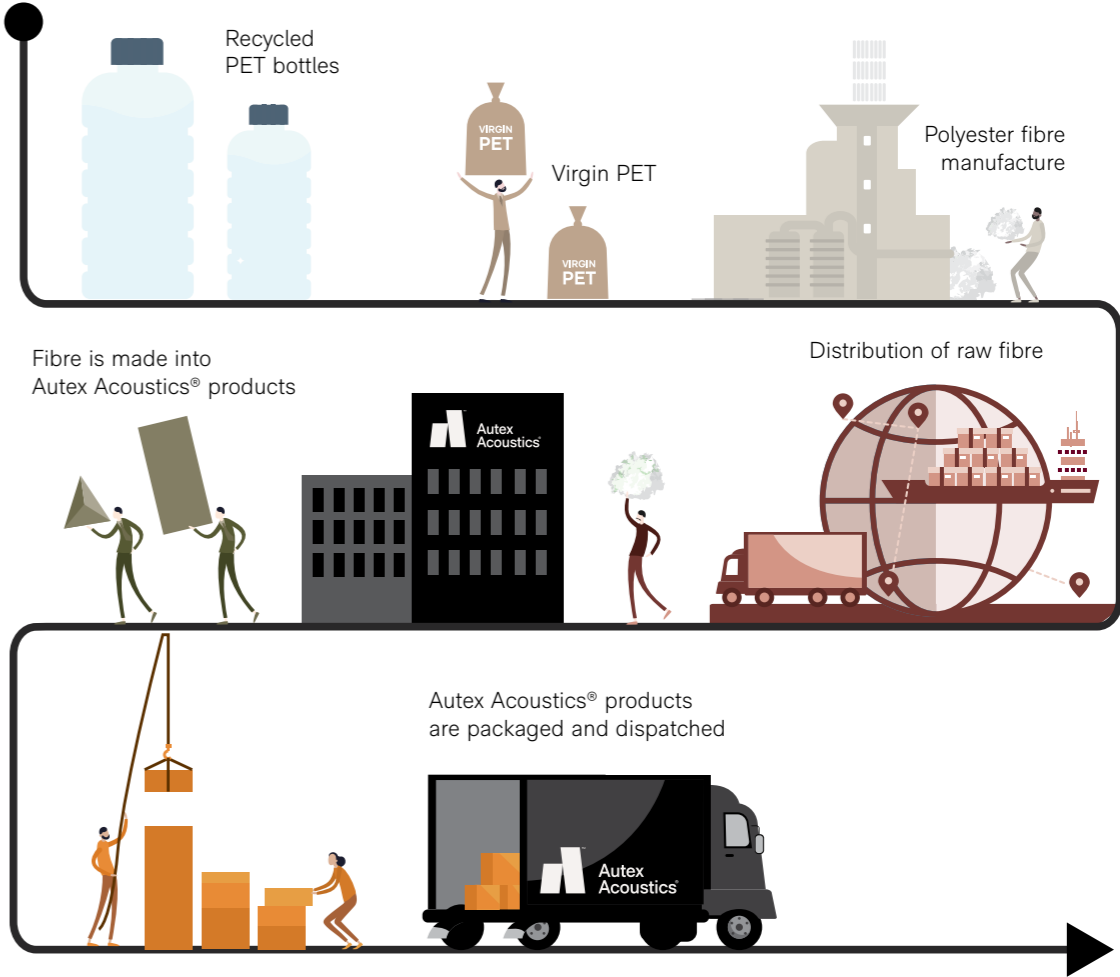 Recycled
PET bottles
VIRGIN
PET
Virgin PET
VIRGIN
PET
Polyester fibre
manufacture
Distribution of raw fibre
Autex
Acoustics®
Fibre is made into
Autex Acoustics® products
Autex Acoustics® products
are packaged and dispatched
Autex
Acoustics®